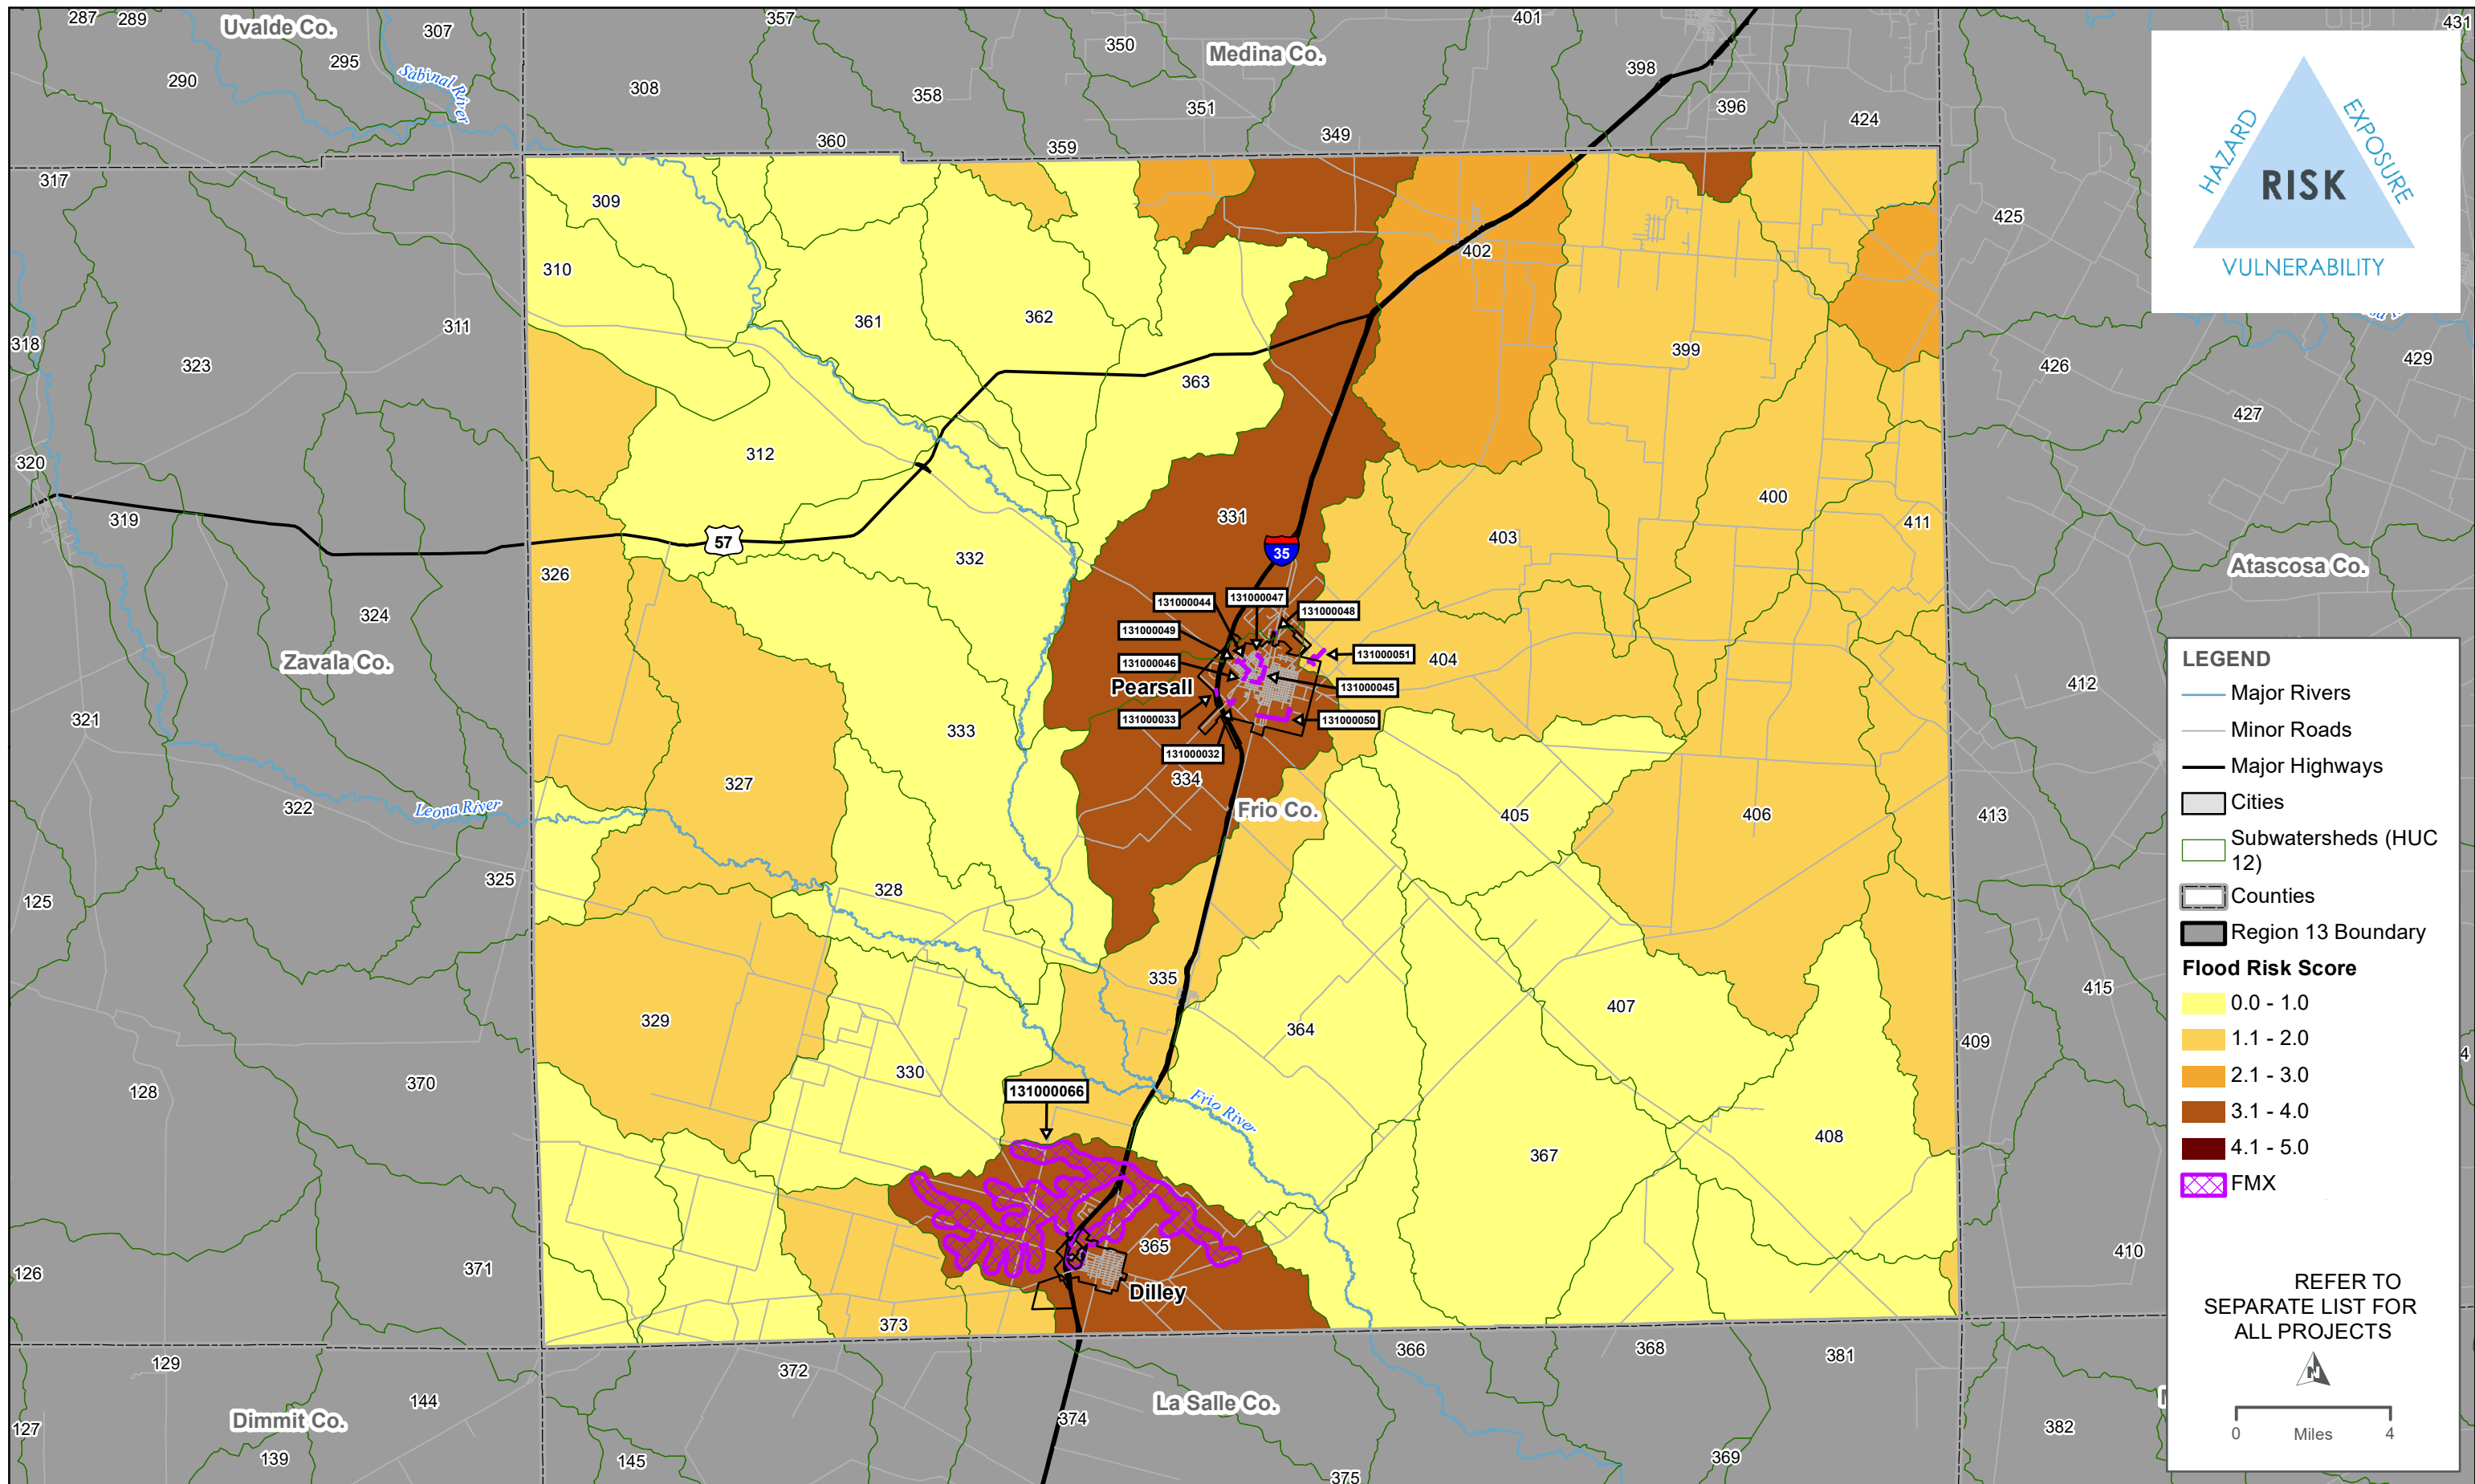 287
289
Uvalde Co.
307
357
401
431
350
Medina Co.
295
290
Sabinal River
308
358
351
398
396
424
360
359
349
HAZARD
EXPOSURE
RISK
VULNERABILITY
317
309
425
310
402
311
361
362
318
323
363
399
426
429
427
312
320
400
319
331
411
57
403
35
332
326
Atascosa Co.
324
131000044
131000047
131000048
131000049
131000046
131000051
404
Zavala Co.
Pearsall
131000045
412
321
131000033
131000050
333
131000032
334
327
322
Leona River
Frio Co.
405
406
413
325
328
125
335
407
415
329
364
409
4
330
370
128
131000066
Frio River
408
367
365
371
126
410
Dilley
373
129
372
366
368
381
144
Dimmit Co.
La Salle Co.
374
127
382
139
145
369
375
LEGEND
Major Rivers
Minor Roads
Major Highways
Cities
Subwatersheds (HUC
12)
Counties
Region 13 Boundary
Flood Risk Score
0.0 - 1.0
1.1 - 2.0
2.1 - 3.0
3.1 - 4.0
4.1 - 5.0
FMX
REFER TO
SEPARATE LIST FOR
ALL PROJECTS
N
0 Miles 4